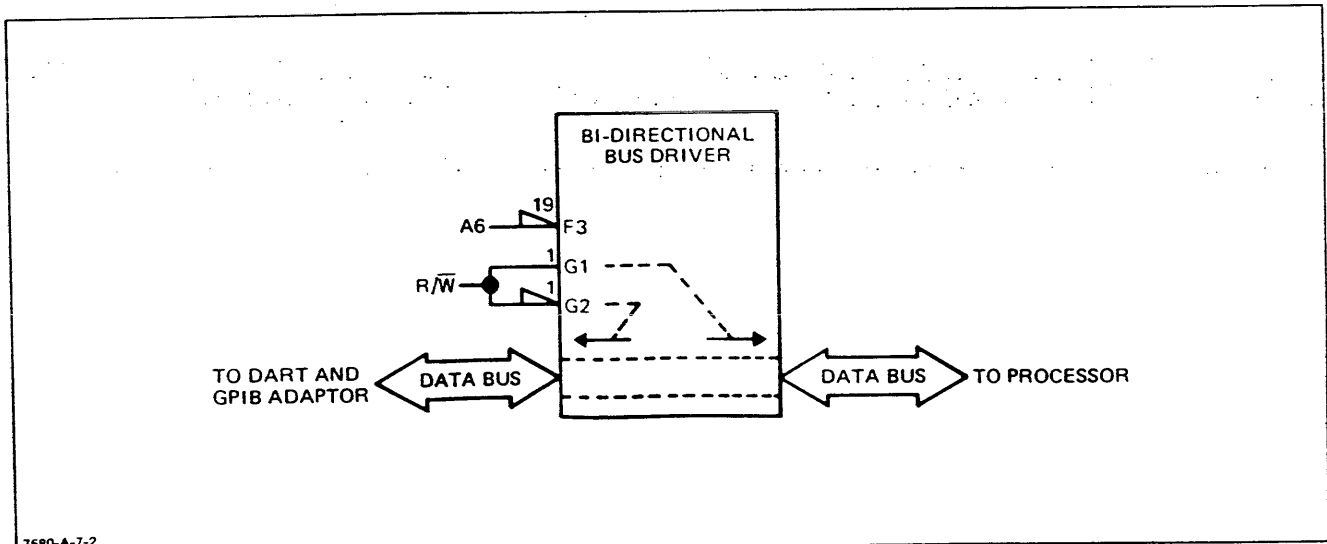 BI-DIRECTIONAL
BUS DRIVER
19
A6
F3
1
G1
R/W̅
1
G2
TO DART AND
GPIB ADAPTOR
DATA BUS
DATA BUS
TO PROCESSOR
7680-A-7-2